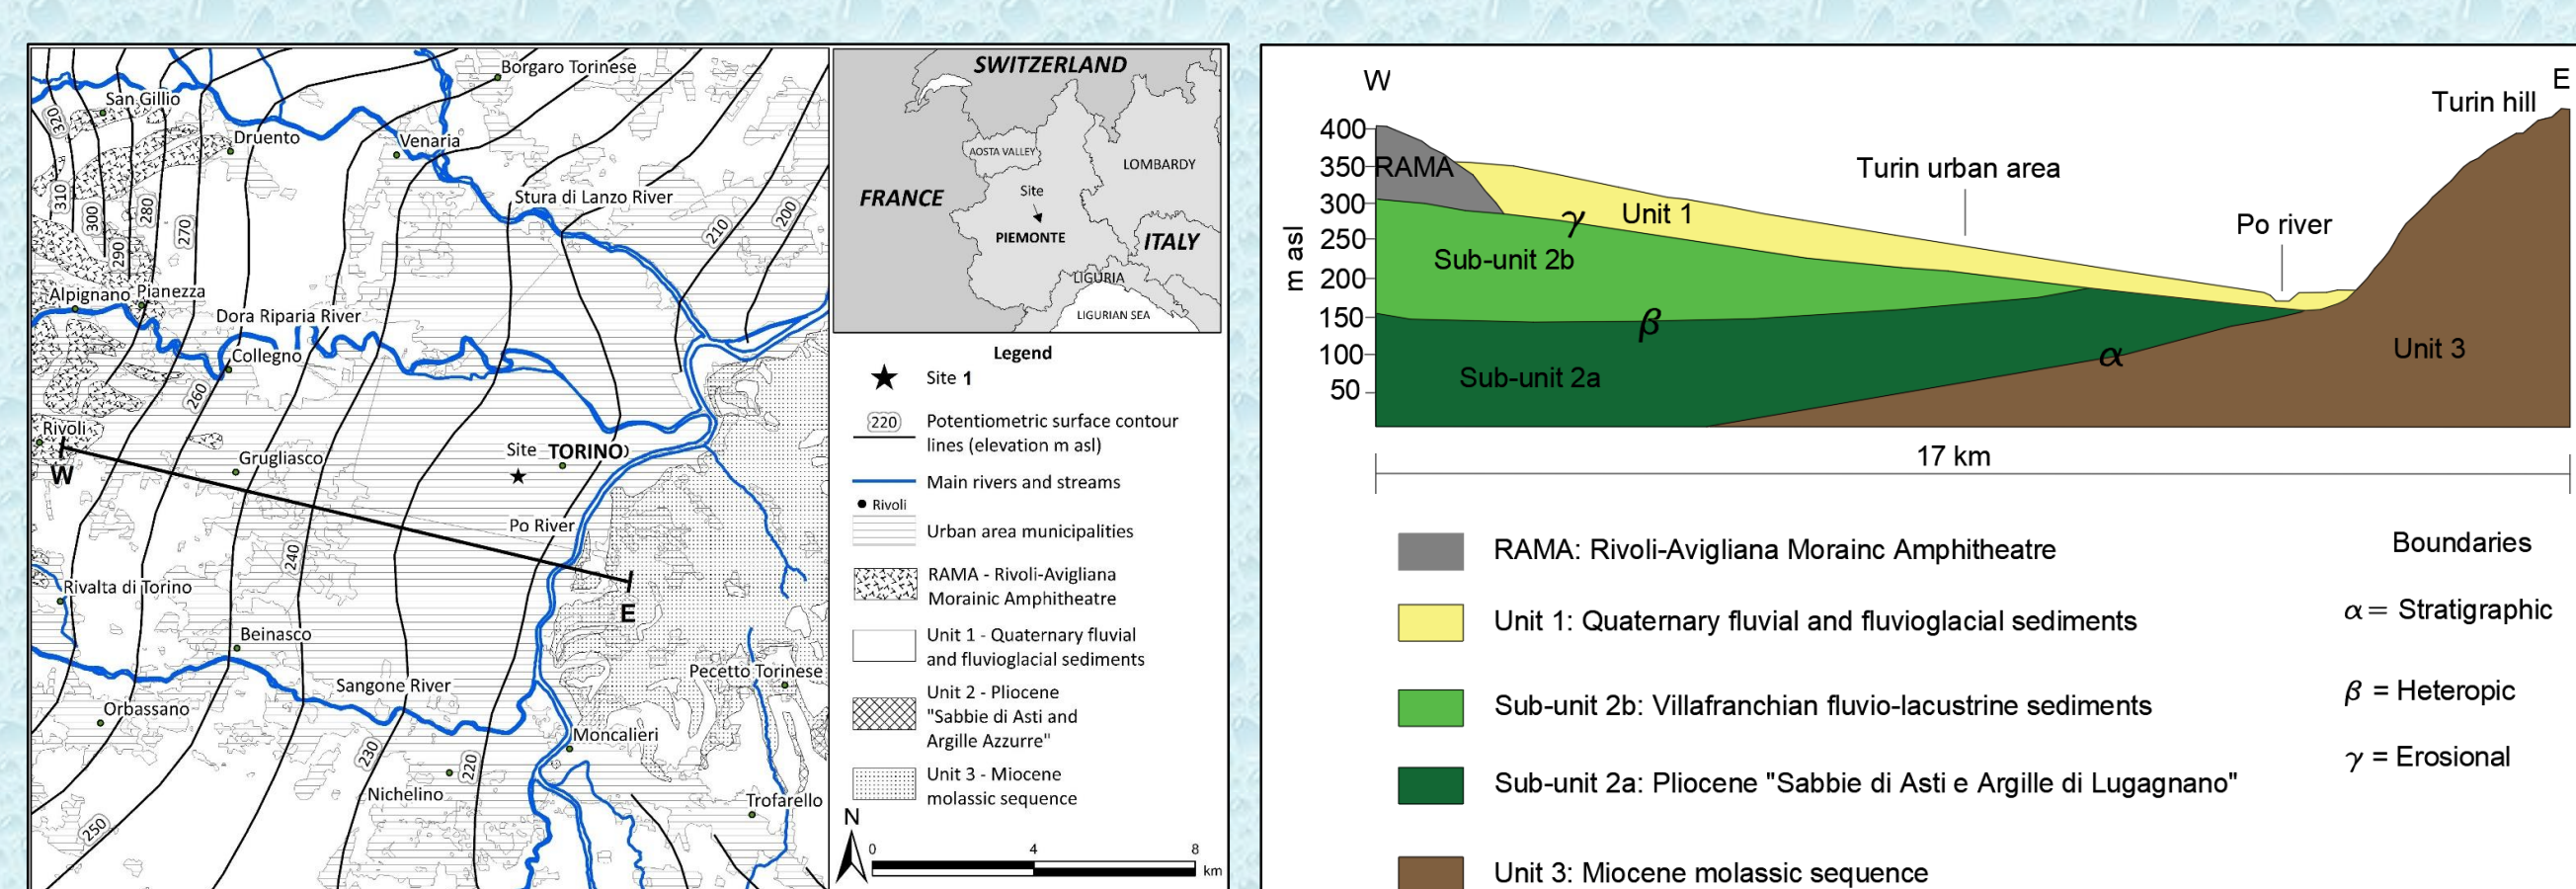 Borgaro Torinese
San Gillio
320
Druento
Venaria
310
300
280
270
290
Stura di Lanzo River
210
200
Alpignano
Pianezza
Dora Riparia River
Collegno
260
Rivoli
W
Grugliasco
Site
TORINO
Po River
240
E
Rivalta di Torino
Beinasco
Sangone River
Pecetto Torinese
Orbassano
Moncalieri
230
220
Nichelino
Trofarello
250
SWITZERLAND
AOSTA VALLEY
LOMBARDY
FRANCE
Site
PIEMONTE
ITALY
LIGURIA
LIGURIAN SEA
Legend
Site 1
220
Potentiometric surface contour
lines (elevation m asl)
Main rivers and streams
Rivoli
Urban area municipalities
RAMA - Rivoli-Avigliana
Morainic Amphitheatre
Unit 1 - Quaternary fluvial
and fluvioglacial sediments
Unit 2 - Pliocene
"Sabbie di Asti and
Argille Azzurre"
Unit 3 - Miocene
molassic sequence
N
0 4 8
km
W
E
Turin hill
400
350
300
250
200
150
100
50
m asl
RAMA
Turin urban area
Unit 1
γ
Po river
Sub-unit 2b
β
α
Unit 3
Sub-unit 2a
17 km
RAMA: Rivoli-Avigliana Morainc Amphitheatre
Unit 1: Quaternary fluvial and fluvioglacial sediments
Sub-unit 2b: Villafranchian fluvio-lacustrine sediments
Sub-unit 2a: Pliocene "Sabbie di Asti e Argille di Lugagnano"
Unit 3: Miocene molassic sequence
Boundaries
α = Stratigraphic
β = Heteropic
γ = Erosional